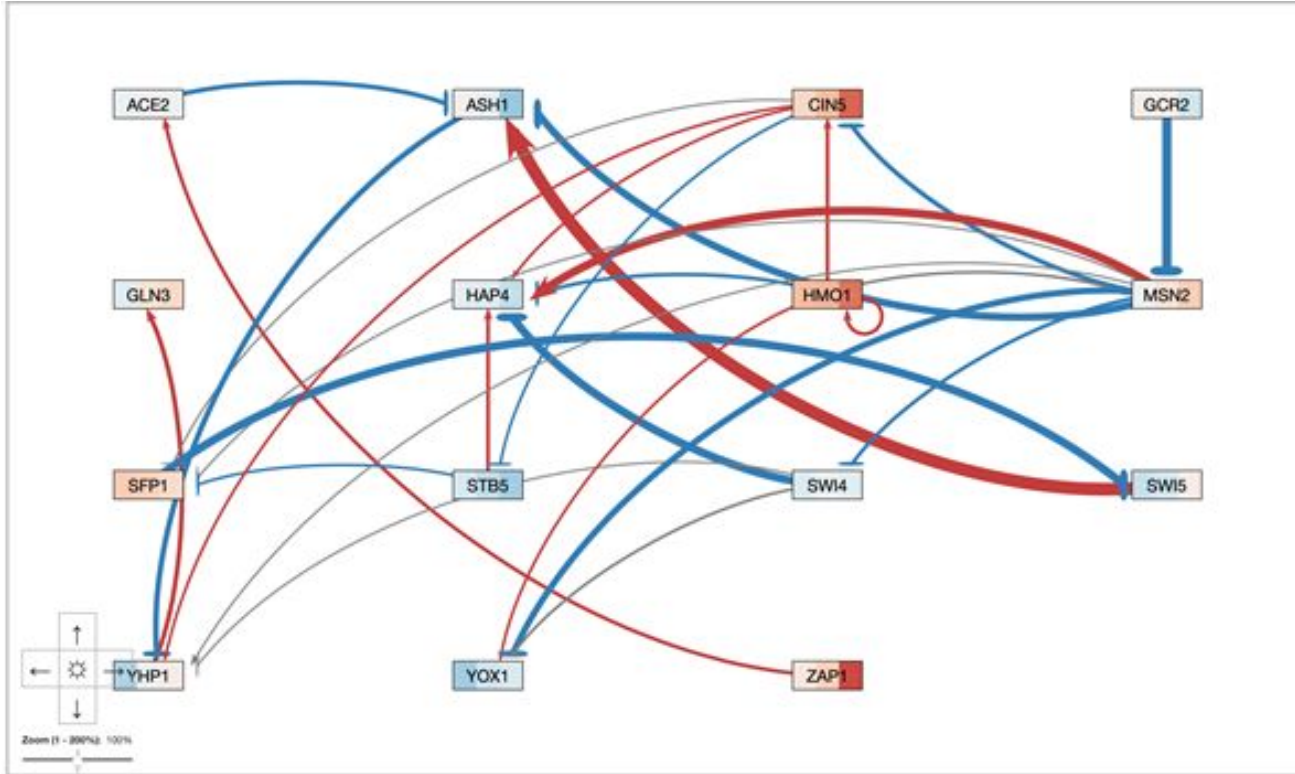 ACE2 ASH1 CIN5 GCR2
GLN3 HAP4 HMO1 MSN2
SFP1 STB5 SWI4 SWI5
YHP1 YOX1 ZAP1
Zoom (1 - 200%): 100%